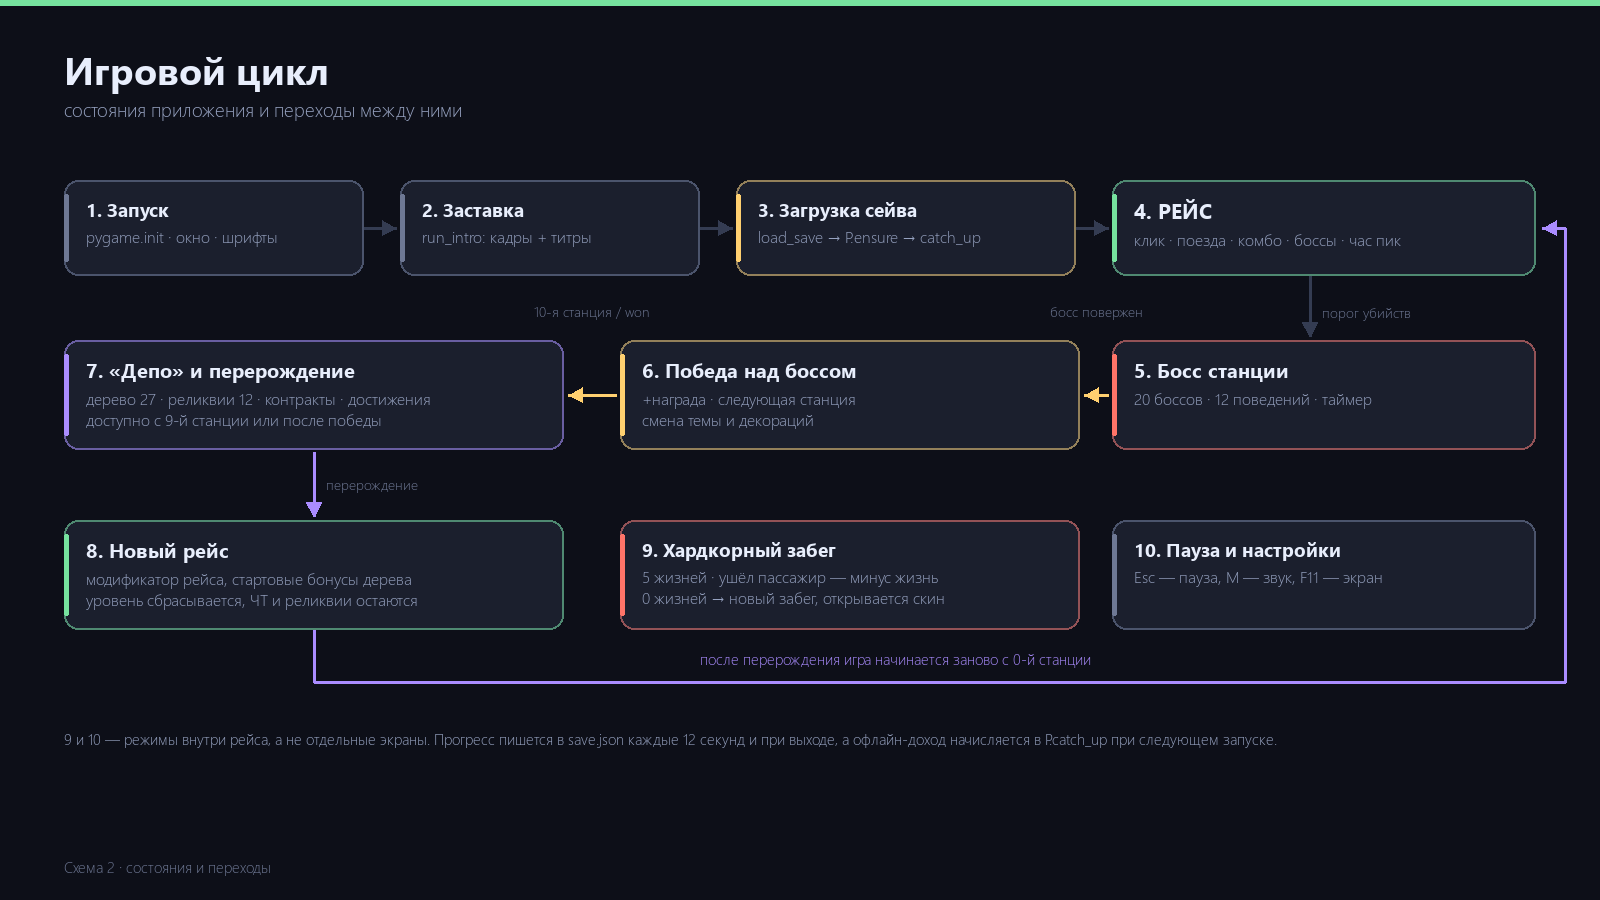 Игровой цикл
состояния приложения и переходы между ними
1. Запуск
pygame.init · окно · шрифты
2. Заставка
run_intro: кадры + титры
3. Загрузка сейва
load_save → P.ensure → catch_up
4. РЕЙС
клик · поезда · комбо · боссы · час пик
10-я станция / won
босс повержен
порог убийств
7. «Депо» и перерождение
дерево 27 · реликвии 12 · контракты · достижения
доступно с 9-й станции или после победы
6. Победа над боссом
+награда · следующая станция
смена темы и декораций
5. Босс станции
20 боссов · 12 поведений · таймер
перерождение
8. Новый рейс
модификатор рейса, стартовые бонусы дерева
уровень сбрасывается, ЧТ и реликвии остаются
9. Хардкорный забег
5 жизней · ушёл пассажир — минус жизнь
0 жизней → новый забег, открывается скин
10. Пауза и настройки
Esc — пауза, M — звук, F11 — экран
после перерождения игра начинается заново с 0-й станции
9 и 10 — режимы внутри рейса, а не отдельные экраны. Прогресс пишется в save.json каждые 12 секунд и при выходе, а офлайн-доход начисляется в P.catch_up при следующем запуске.
Схема 2 · состояния и переходы